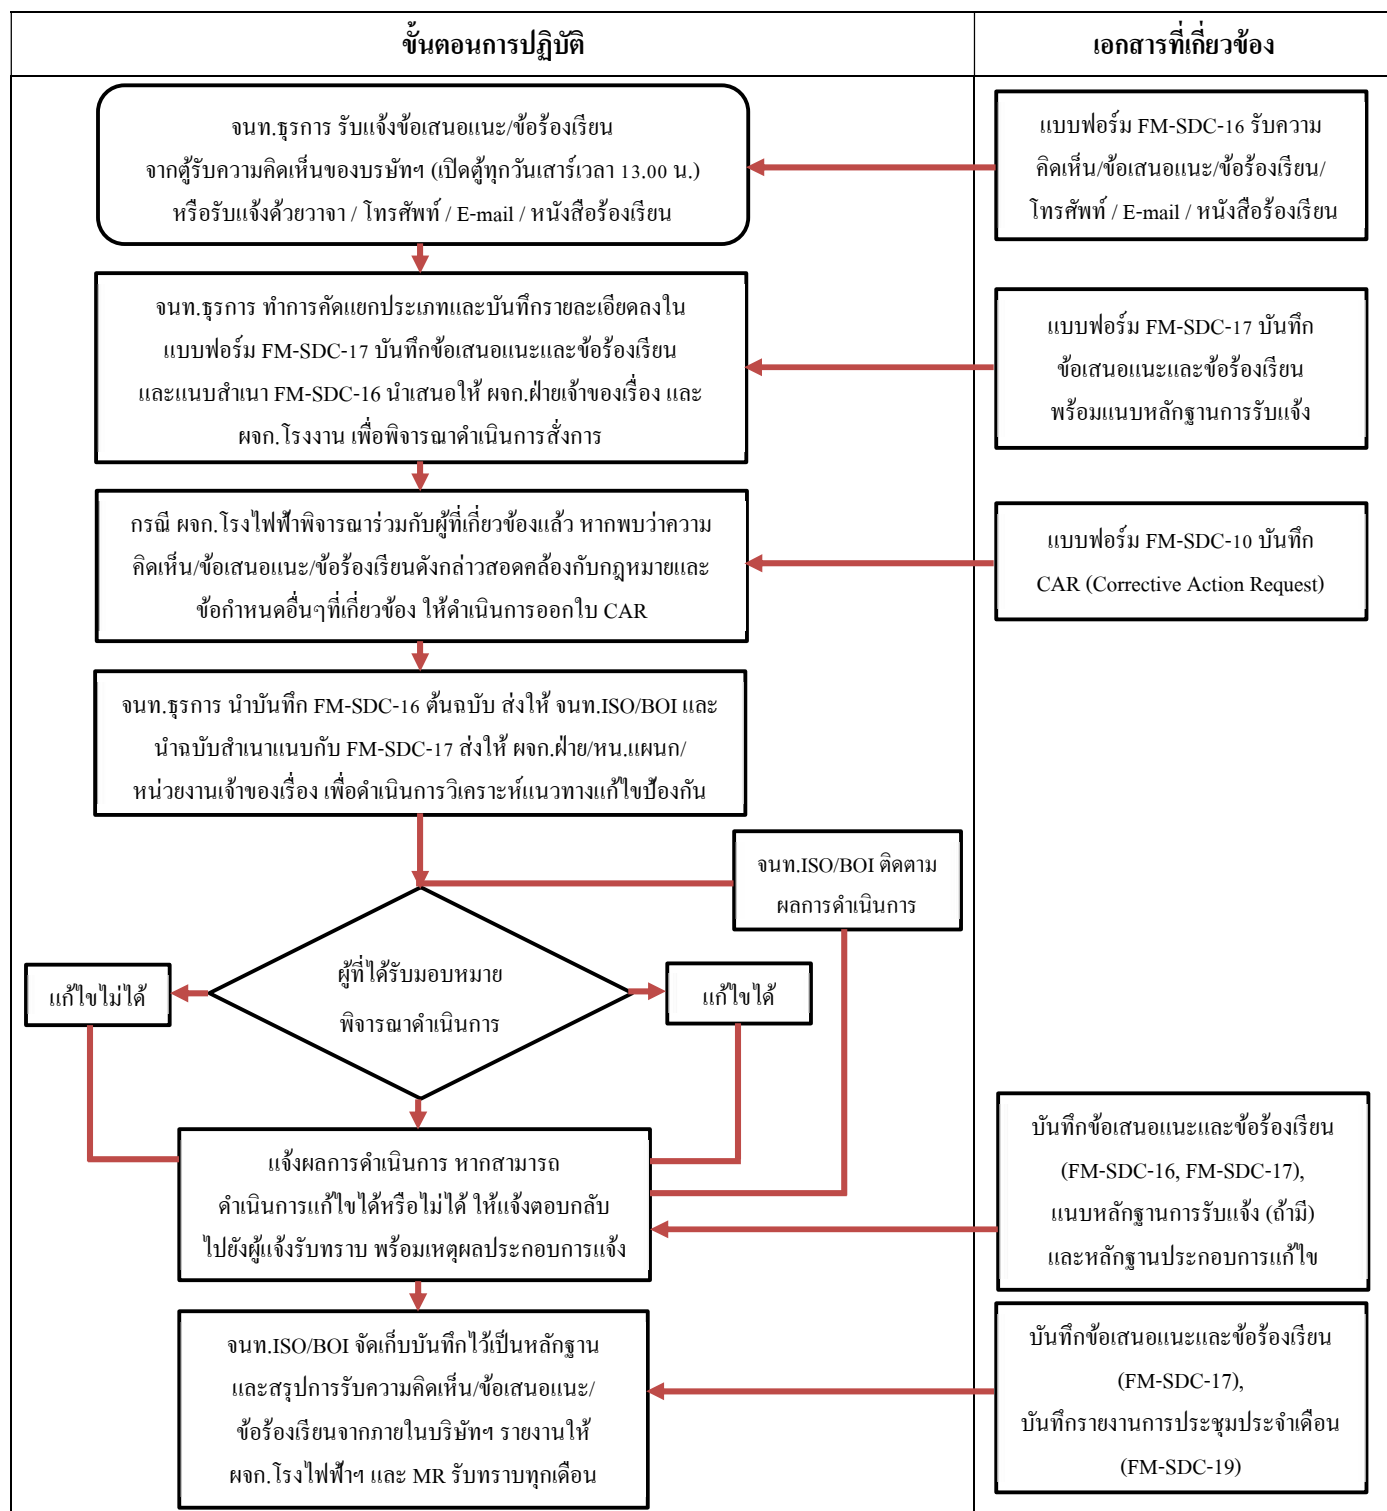 ขั้นตอนการปฏิบัติ
เอกสารที่เกี่ยวข้อง
จนท.ธุรการ รับแจ้งข้อเสนอแนะ/ข้อร้องเรียน
จากตู้รับความคิดเห็นของบริษัทฯ (เปิดตู้ทุกวันเสาร์เวลา 13.00 น.)
หรือรับแจ้งด้วยวาจา / โทรศัพท์ / E-mail / หนังสือร้องเรียน
แบบฟอร์ม FM-SDC-16 รับความ
คิดเห็น/ข้อเสนอแนะ/ข้อร้องเรียน/
โทรศัพท์ / E-mail / หนังสือร้องเรียน
จนท.ธุรการ ทำการคัดแยกประเภทและบันทึกรายละเอียดลงใน
แบบฟอร์ม FM-SDC-17 บันทึกข้อเสนอแนะและข้อร้องเรียน
และแนบสำเนา FM-SDC-16 นำเสนอให้ ผจก.ฝ่ายเจ้าของเรื่อง และ
ผจก.โรงงาน เพื่อพิจารณาดำเนินการสั่งการ
แบบฟอร์ม FM-SDC-17 บันทึก
ข้อเสนอแนะและข้อร้องเรียน
พร้อมแนบหลักฐานการรับแจ้ง
กรณี ผจก.โรงไฟฟ้าพิจารณาร่วมกับผู้ที่เกี่ยวข้องแล้ว หากพบว่าความ
คิดเห็น/ข้อเสนอแนะ/ข้อร้องเรียนดังกล่าวสอดคล้องกับกฎหมายและ
ข้อกำหนดอื่นๆที่เกี่ยวข้อง ให้ดำเนินการออกใบ CAR
แบบฟอร์ม FM-SDC-10 บันทึก
CAR (Corrective Action Request)
จนท.ธุรการ นำบันทึก FM-SDC-16 ต้นฉบับ ส่งให้ จนท.ISO/BOI และ
นำฉบับสำเนาแนบกับ FM-SDC-17 ส่งให้ ผจก.ฝ่าย/หน.แผนก/
หน่วยงานเจ้าของเรื่อง เพื่อดำเนินการวิเคราะห์แนวทางแก้ไขป้องกัน
จนท.ISO/BOI ติดตาม
ผลการดำเนินการ
ผู้ที่ได้รับมอบหมาย
พิจารณาดำเนินการ
แก้ไขไม่ได้
แก้ไขได้
แจ้งผลการดำเนินการ หากสามารถ
ดำเนินการแก้ไขได้หรือไม่ได้ ให้แจ้งตอบกลับ
ไปยังผู้แจ้งรับทราบ พร้อมเหตุผลประกอบการแจ้ง
บันทึกข้อเสนอแนะและข้อร้องเรียน
(FM-SDC-16, FM-SDC-17),
แนบหลักฐานการรับแจ้ง (ถ้ามี)
และหลักฐานประกอบการแก้ไข
จนท.ISO/BOI จัดเก็บบันทึกไว้เป็นหลักฐาน
และสรุปการรับความคิดเห็น/ข้อเสนอแนะ/
ข้อร้องเรียนจากภายในบริษัทฯ รายงานให้
ผจก.โรงไฟฟ้าฯ และ MR รับทราบทุกเดือน
บันทึกข้อเสนอแนะและข้อร้องเรียน
(FM-SDC-17),
บันทึกรายงานการประชุมประจำเดือน
(FM-SDC-19)